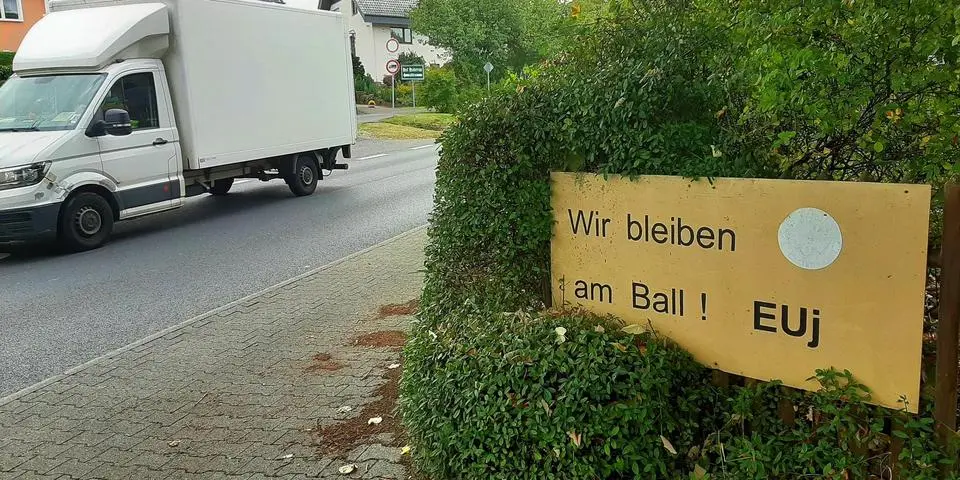 Wir bleiben
am Ball !
EUj